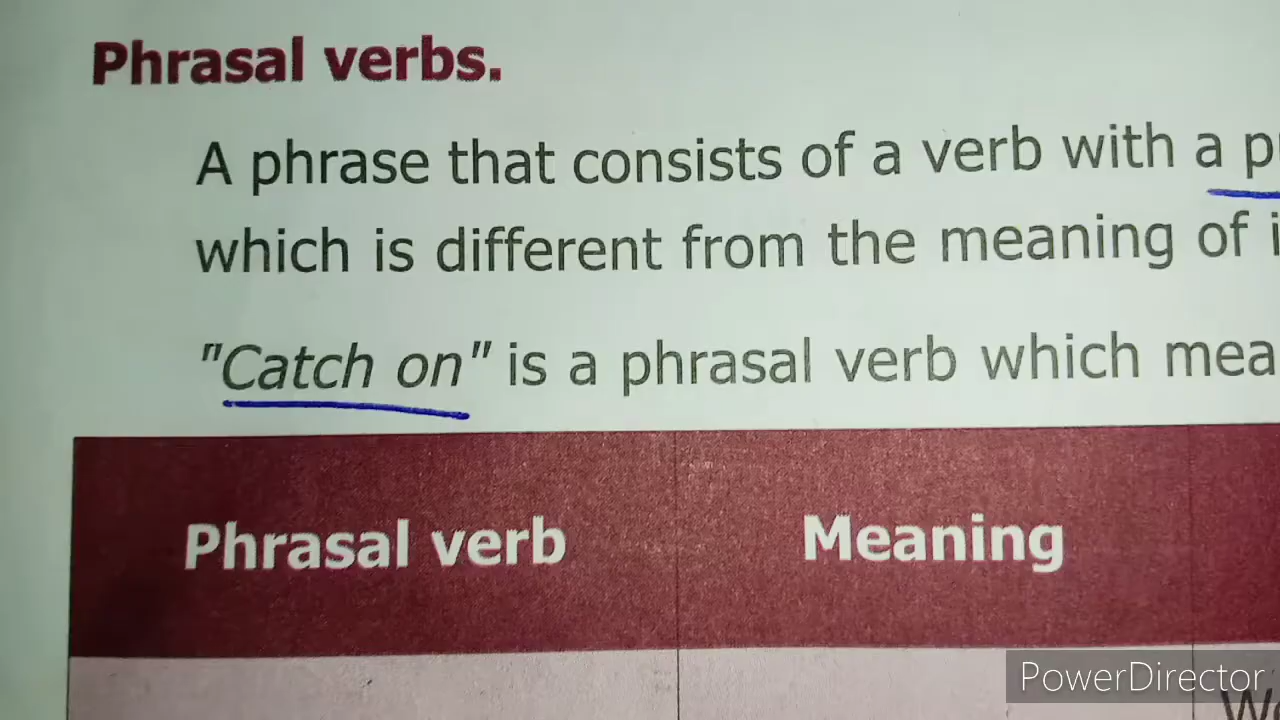 Phrasal verbs.
A phrase that consists of a verb with a
which is different from the meaning of
"Catch on" is a phrasal verb which
Phrasal verb Meaning
PowerDirector